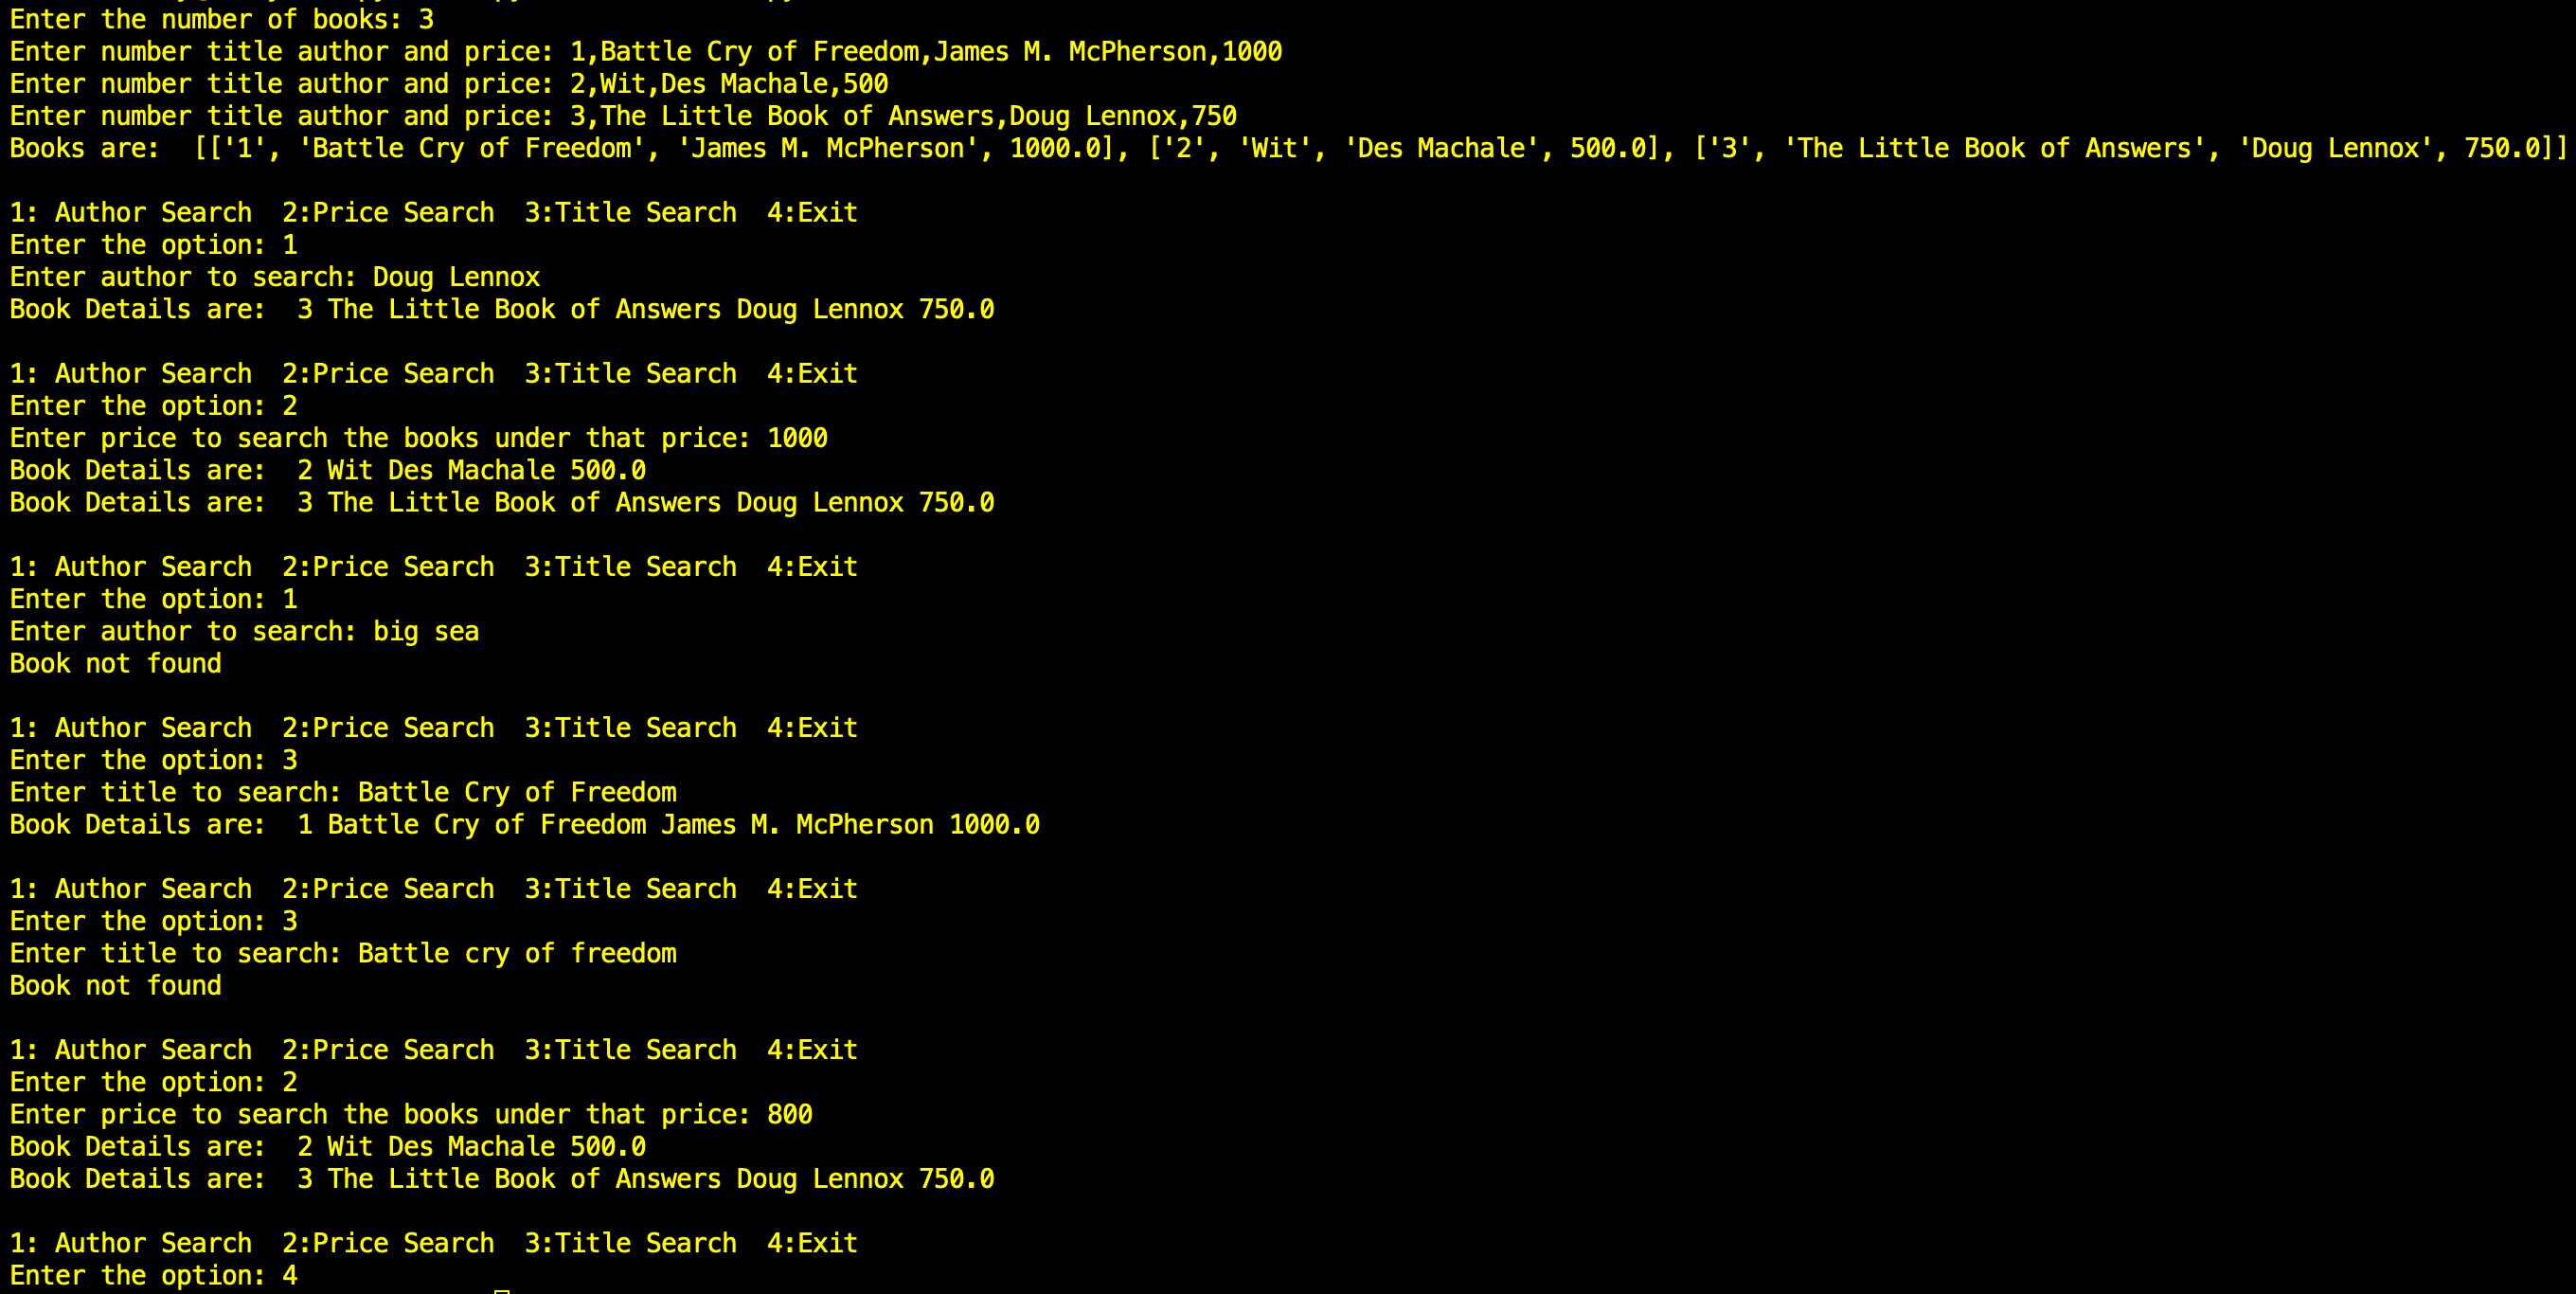 Enter the number of books: 3
Enter number title author and price: 1,Battle Cry of Freedom,James M. McPherson,1000
Enter number title author and price: 2,Wit,Des Machale,500
Enter number title author and price: 3,The Little Book of Answers,Doug Lennox,750
Books are:  [['1', 'Battle Cry of Freedom', 'James M. McPherson', 1000.0], ['2', 'Wit', 'Des Machale', 500.0], ['3', 'The Little Book of Answers', 'Doug Lennox', 750.0]]
1: Author Search  2:Price Search  3:Title Search  4:Exit
Enter the option: 1
Enter author to search: Doug Lennox
Book Details are:  3 The Little Book of Answers Doug Lennox 750.0
1: Author Search  2:Price Search  3:Title Search  4:Exit
Enter the option: 2
Enter price to search the books under that price: 1000
Book Details are:  2 Wit Des Machale 500.0
Book Details are:  3 The Little Book of Answers Doug Lennox 750.0
1: Author Search  2:Price Search  3:Title Search  4:Exit
Enter the option: 1
Enter author to search: big sea
Book not found
1: Author Search  2:Price Search  3:Title Search  4:Exit
Enter the option: 3
Enter title to search: Battle Cry of Freedom
Book Details are:  1 Battle Cry of Freedom James M. McPherson 1000.0
1: Author Search  2:Price Search  3:Title Search  4:Exit
Enter the option: 3
Enter title to search: Battle cry of freedom
Book not found
1: Author Search  2:Price Search  3:Title Search  4:Exit
Enter the option: 2
Enter price to search the books under that price: 800
Book Details are:  2 Wit Des Machale 500.0
Book Details are:  3 The Little Book of Answers Doug Lennox 750.0
1: Author Search  2:Price Search  3:Title Search  4:Exit
Enter the option: 4